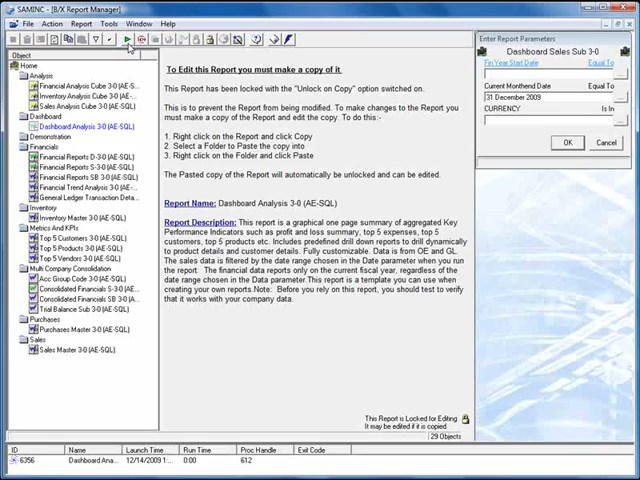 SAMINC - [B/X Report Manager]
File Action Report Tools Window Help
Object
Home
Analysis
Financial Analysis Cube 3-0 (AE-S...
Inventory Analysis Cube 3-0 (AE-...
Sales Analysis Cube 3-0 (AE-SQL)
Dashboard
Dashboard Analysis 3-0 (AE-SQL)
Demonstration
Financials
Financial Reports D 3-0 (AE-SQL)
Financial Reports S 3-0 (AE-SQL)
Financial Reports SB 3-0 (AE-SQL)
Financial Trend Analysis 3-0 (AE-S...
General Ledger Transaction Deta...
Inventory
Inventory Master 3-0 (AE-SQL)
Metrics And KPIs
Top 5 Customers 3-0 (AE-SQL)
Top 5 Products 3-0 (AE-SQL)
Top 5 Vendors 3-0 (AE-SQL)
Multi Company Consolidation
Acc Group Code 3-0 (AE-SQL)
Consolidated Financials S 3-0 (A...
Consolidated Financials SB 3-0 (A...
Trial Balance Sub 3-0 (AE-SQL)
Purchases
Purchases Master 3-0 (AE-SQL)
Sales
Sales Master 3-0 (AE-SQL)
To Edit this Report you must make a copy of it
This Report has been locked with the "Unlock on Copy" option switched on.
This is to prevent the Report from being modified. To make changes to the Report you
must make a copy of the Report and edit the copy. To do this:-
1. Right click on the Report and click Copy
2. Select a Folder to Paste the copy into
3. Right click on the Folder and click Paste
The Pasted copy of the Report will automatically be unlocked and can be edited.
Report Name: Dashboard Analysis 3-0 (AE-SQL)
Report Description: This report is a graphical one page summary of aggregated Key
Performance Indicators such as profit and loss summary, top 5 expenses, top 5
customers, top 5 products etc. Includes predefined drill down reports to drill dynamically
to product details and customer details. Fully customizable. Data is from OE and GL.
The sales data is filtered by the date range chosen in the Date parameter when you run
the report. The financial data reports only on the current fiscal year, regardless of the
date range chosen in the Date parameter.This report is a template you can use when
creating your own reports.Note: Before you rely on this report, you should test to verify
that it works with your company data.
This Report is Locked for Editing
It may be edited if it is copied
29 Objects
Enter Report Parameters
Dashboard Sales Sub 3-0
Fin Year Start Date Equal To
...
Current Monthend Date Equal To
31 December 2009 ...
CURRENCY Is In
...
OK Cancel
ID Name Launch Time Run Time Proc Handle Exit Code
6356 Dashboard Ana... 12/14/2009 1:... 0:00 612